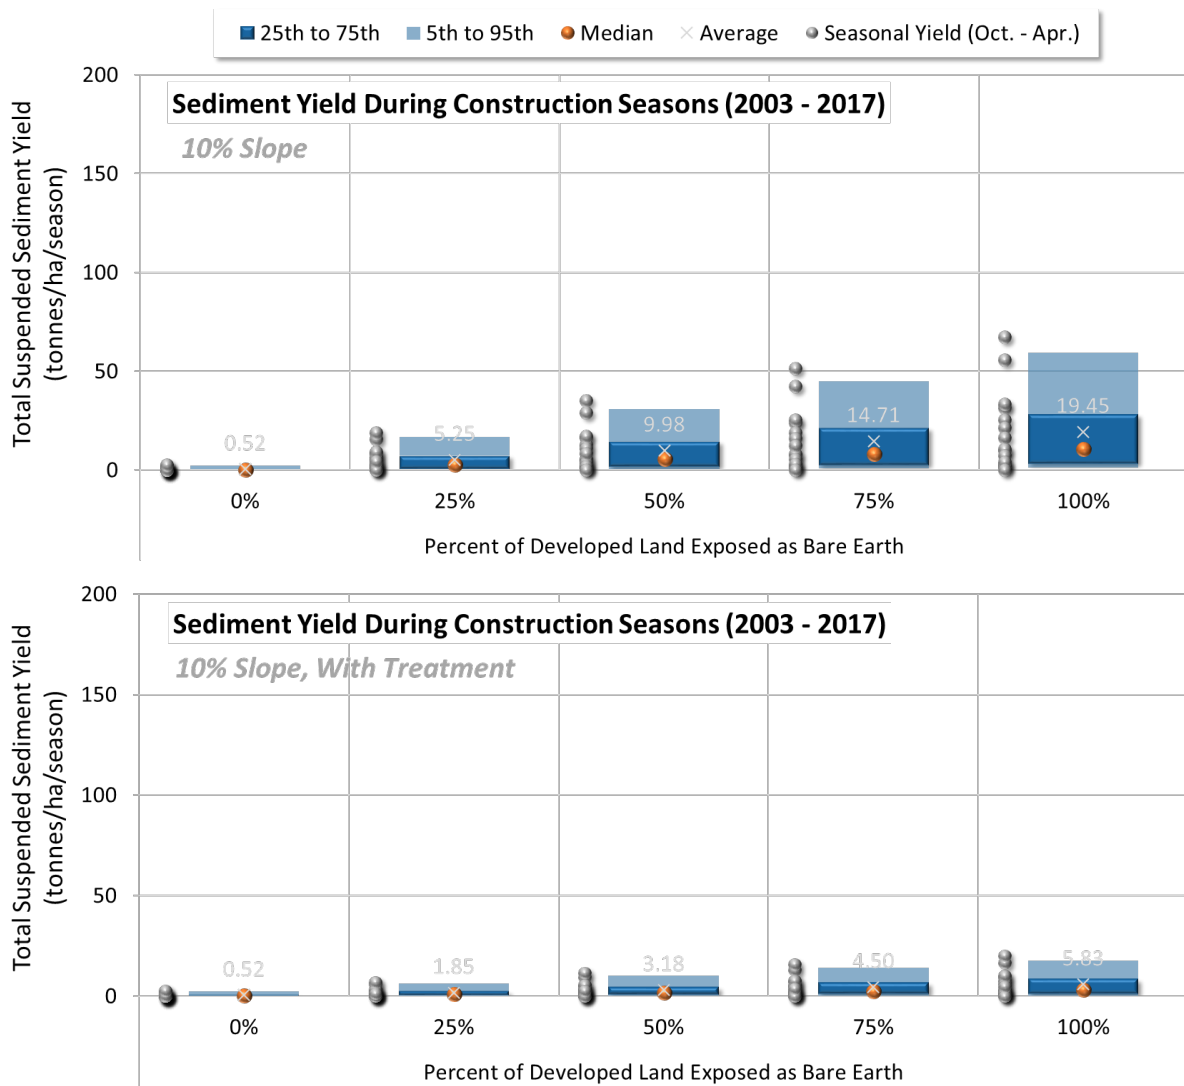 25th to 75th 5th to 95th Median Average Seasonal Yield (Oct. - Apr.)
Sediment Yield During Construction Seasons (2003 - 2017)
10% Slope
Total Suspended Sediment Yield
(tonnes/ha/season)
200
150
100
50
0
0.52 5.25 9.98 14.71 19.45
0% 25% 50% 75% 100%
Percent of Developed Land Exposed as Bare Earth
Sediment Yield During Construction Seasons (2003 - 2017)
10% Slope, With Treatment
Total Suspended Sediment Yield
(tonnes/ha/season)
200
150
100
50
0
0.52 1.85 3.18 4.50 5.83
0% 25% 50% 75% 100%
Percent of Developed Land Exposed as Bare Earth